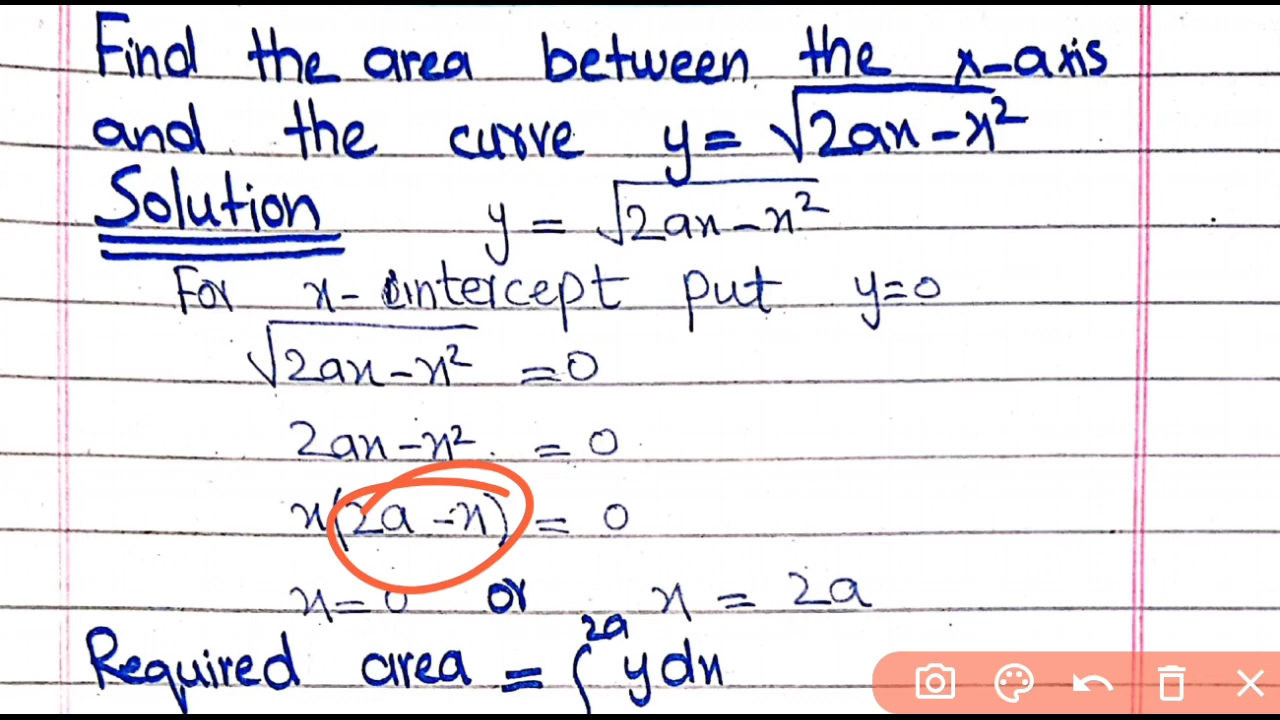 Find the area between the x-axis
and the curve y = √(2ax - x²)
Solution y = √(2ax - x²)
For x- intercept put y=0
√(2ax - x²) = 0
2ax - x² = 0
x(2a - x) = 0
x = 0 or x = 2a
Required area = ∫²ᵃ y dx